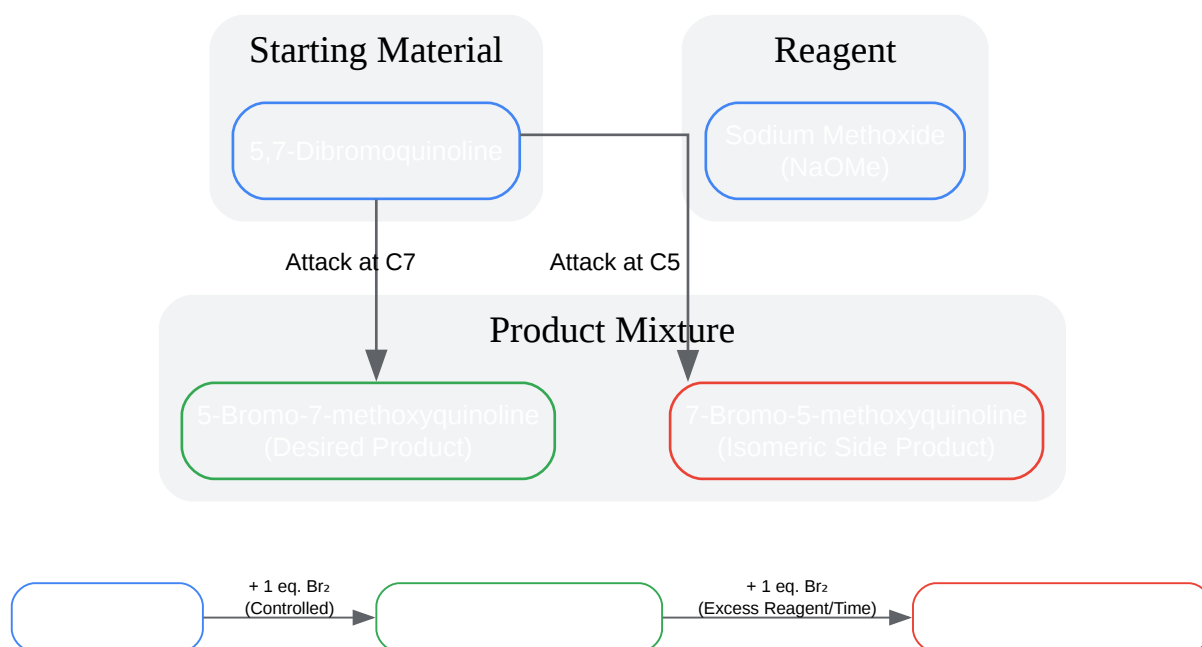 Starting Material
Reagent
5,7-Dibromoquinoline
Sodium Methoxide
(NaOMe)
Attack at C7
Attack at C5
Product Mixture
5-Bromo-7-methoxyquinoline
(Desired Product)
7-Bromo-5-methoxyquinoline
(Isomeric Side Product)
+ 1 eq. Br₂
(Controlled)
+ 1 eq. Br₂
(Excess Reagent/Time)